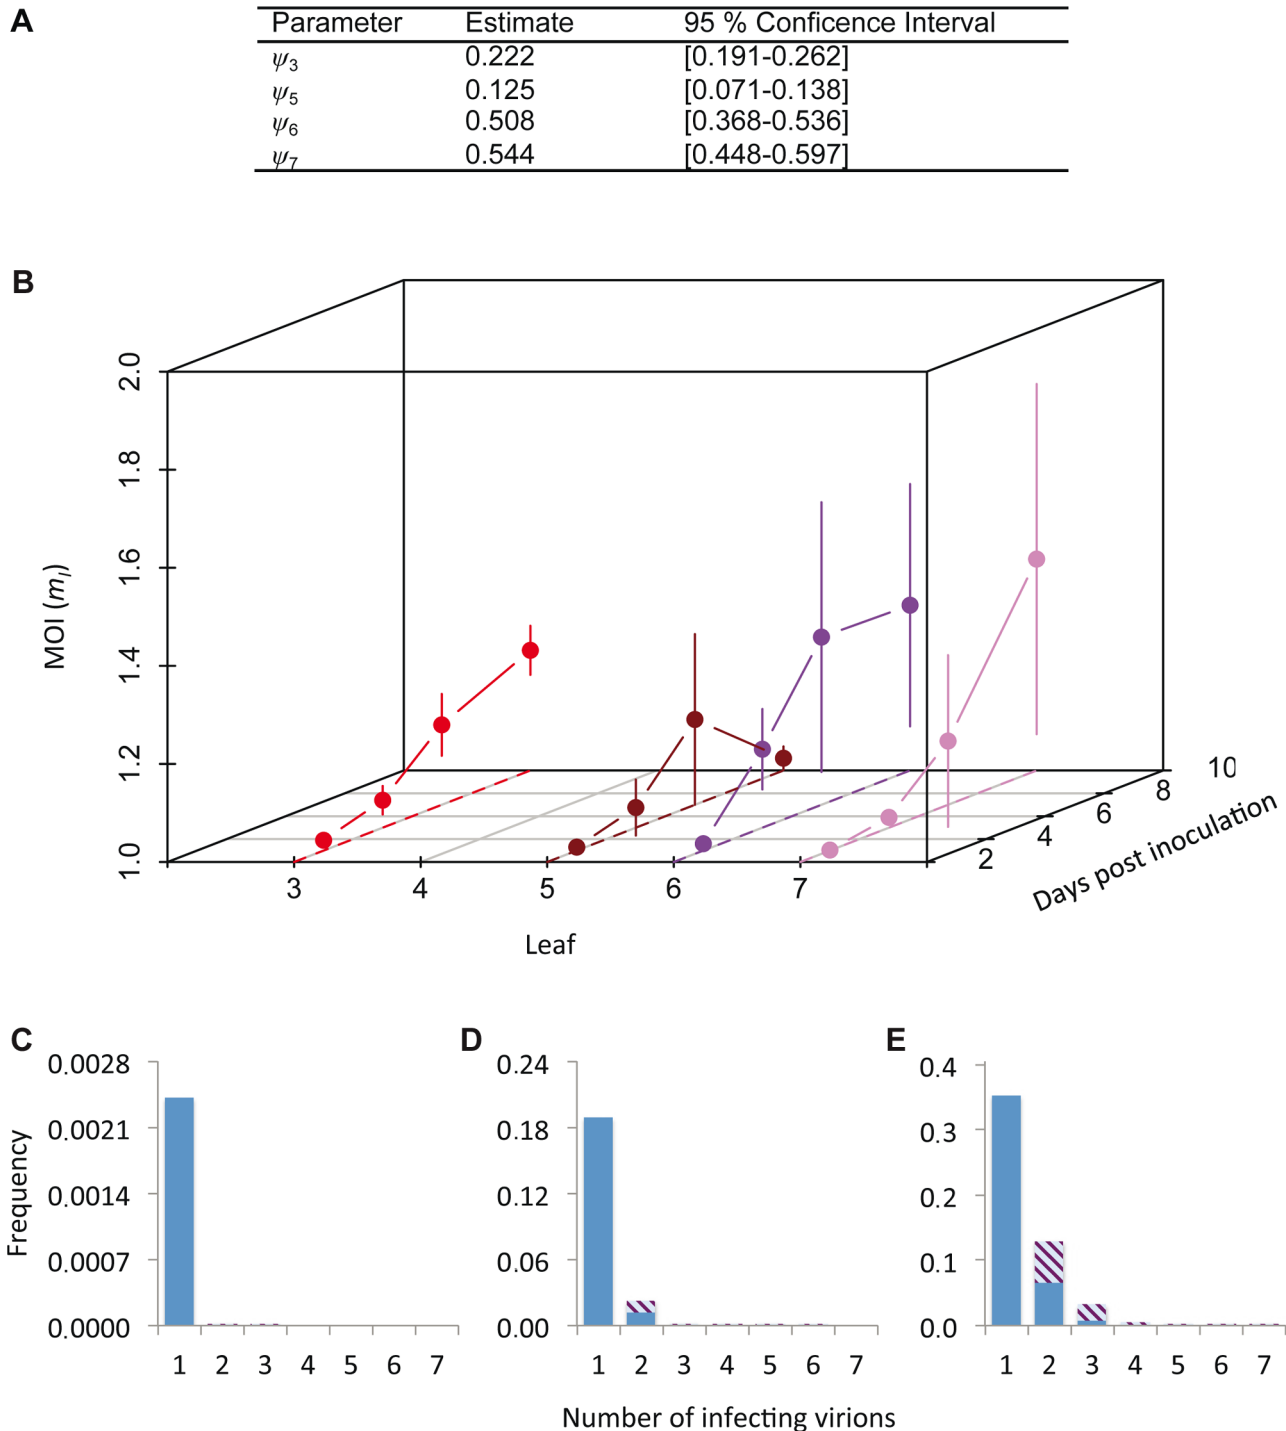 A
Parameter Estimate 95 % Conficence Interval
ψ3 0.222 [0.191-0.262]
ψ5 0.125 [0.071-0.138]
ψ6 0.508 [0.368-0.536]
ψ7 0.544 [0.448-0.597]
B
2.0
1.8
1.6
1.4
1.2
1.0
MOI (ml)
3 4 5 6 7
Leaf
2 4 6 8 10
Days post inoculation
C
0.0028
0.0021
0.0014
0.0007
0.0000
Frequency
1 2 3 4 5 6 7
D
0.24
0.18
0.12
0.06
0.00
1 2 3 4 5 6 7
E
0.4
0.3
0.2
0.1
0.0
1 2 3 4 5 6 7
Number of infecting virions